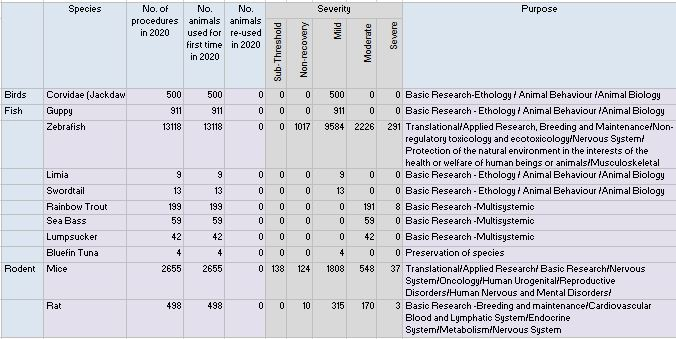 Species No. of procedures in 2020 No. animals used for first time in 2020 No. animals re-used in 2020 Severity Purpose
Sub-Threshold Non-recovery Mild Moderate Severe
Birds Corvidae (Jackdaw 500 500 0 0 0 500 0 0 Basic Research-Ethology / Animal Behaviour /Animal Biology
Fish Guppy 911 911 0 0 0 911 0 0 Basic Research - Ethology / Animal Behaviour /Animal Biology
Zebrafish 13118 13118 0 0 1017 9584 2226 291 Translational/Applied Research, Breeding and Maintenance/Non-
regulatory toxicology and ecotoxicology/Nervous System/
Protection of the natural environment in the interests of the
health or welfare of human beings or animals/Musculoskeletal
Limia 9 9 0 0 0 9 0 0 Basic Research - Ethology / Animal Behaviour /Animal Biology
Swordtail 13 13 0 0 0 13 0 0 Basic Research - Ethology / Animal Behaviour /Animal Biology
Rainbow Trout 199 199 0 0 0 0 191 8 Basic Research -Multisystemic
Sea Bass 59 59 0 0 0 0 59 0 Basic Research -Multisystemic
Lumpsucker 42 42 0 0 0 0 42 0 Basic Research -Multisystemic
Bluefin Tuna 4 4 0 0 0 4 0 0 Preservation of species
Rodent Mice 2655 2655 0 138 124 1808 548 37 Translational/Applied Research/ Basic Research/Nervous
System/Oncology/Human Urogenital/Reproductive
Disorders/Human Nervous and Mental Disorders/
Rat 498 498 0 0 10 315 170 3 Basic Research -Breeding and maintenance/Cardiovascular
Blood and Lymphatic System/Endocrine
System/Metabolism/Nervous System